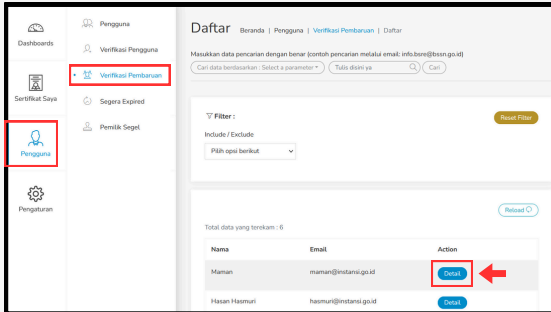 Dashboards
Sertifikat Saya
Pengguna
Pengaturan
Pengguna
Verifikasi Pengguna
Verifikasi Pembaruan
Segera Expired
Pemilik Segel
Daftar Beranda | Pengguna | Verifikasi Pembaruan | Daftar
Masukkan data pencarian dengan benar (contoh pencarian melalui email: info.bsre@bssn.go.id)
Cari data berdasarkan : Select a parameter Tulis disini ya Cari
Filter : Reset Filter
Include / Exclude
Pilih opsi berikut
Reload
Total data yang terekam : 6
Nama Email Action
Maman maman@instansi.go.id Detail
Hasan Hasmuri hasmuri@instansi.go.id Detail